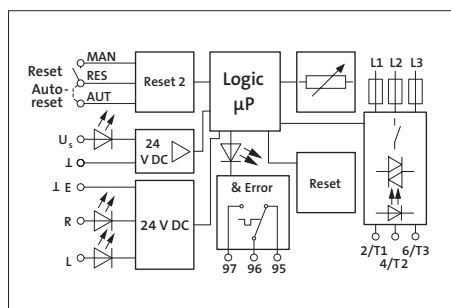 MAN
L1 L2 L3
Reset
RES
Reset 2
Logic
µP
Auto-
reset
AUT
Us
24
V DC
⊥
⊥ E
& Error
24 V DC
Reset
R
L
2/T1 6/T3
4/T2
97 96 95